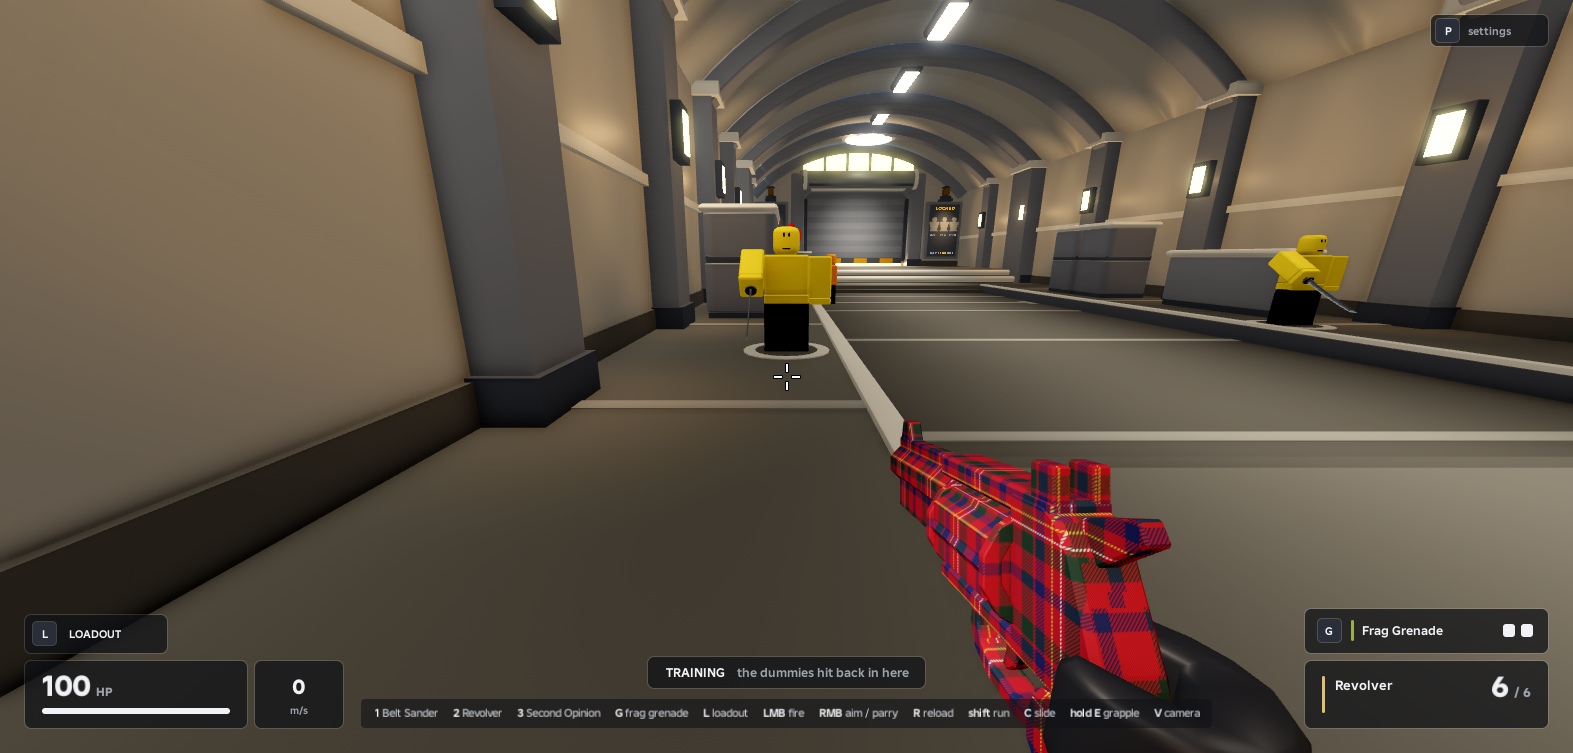 P settings
LOCKED
L LOADOUT
100 HP
0
m/s
TRAINING the dummies hit back in here
1 Belt Sander 2 Revolver 3 Second Opinion G frag grenade L loadout LMB fire RMB aim / parry R reload shift run C slide hold E grapple V camera
G Frag Grenade
Revolver 6 / 6